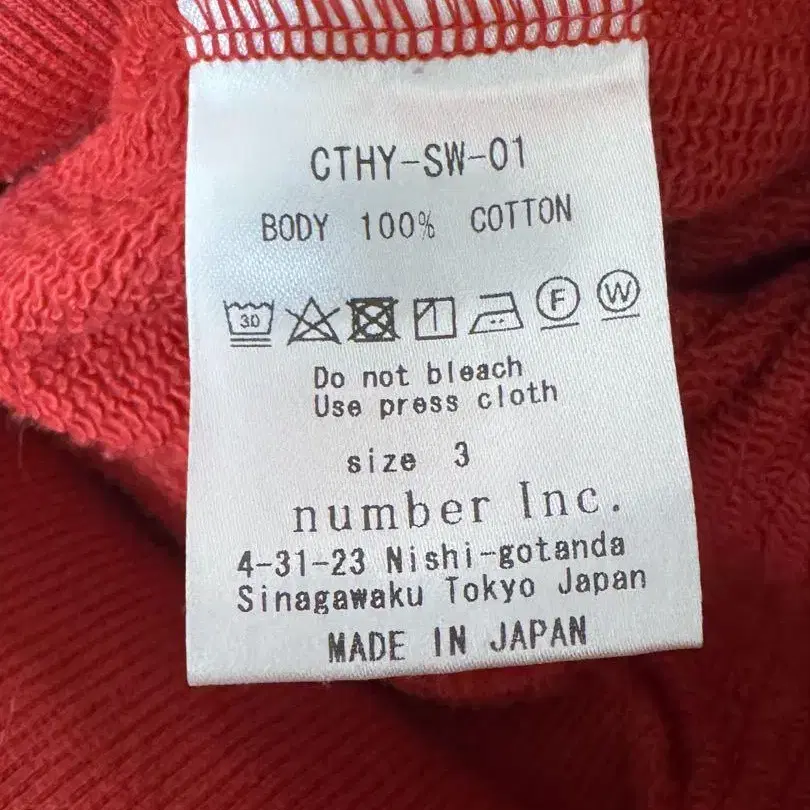 CTHY-SW-01
BODY 100% COTTON
30 F W
Do not bleach
Use press cloth
size 3
number Inc.
4-31-23 Nishi-gotanda
Sinagawaku Tokyo Japan
MADE IN JAPAN